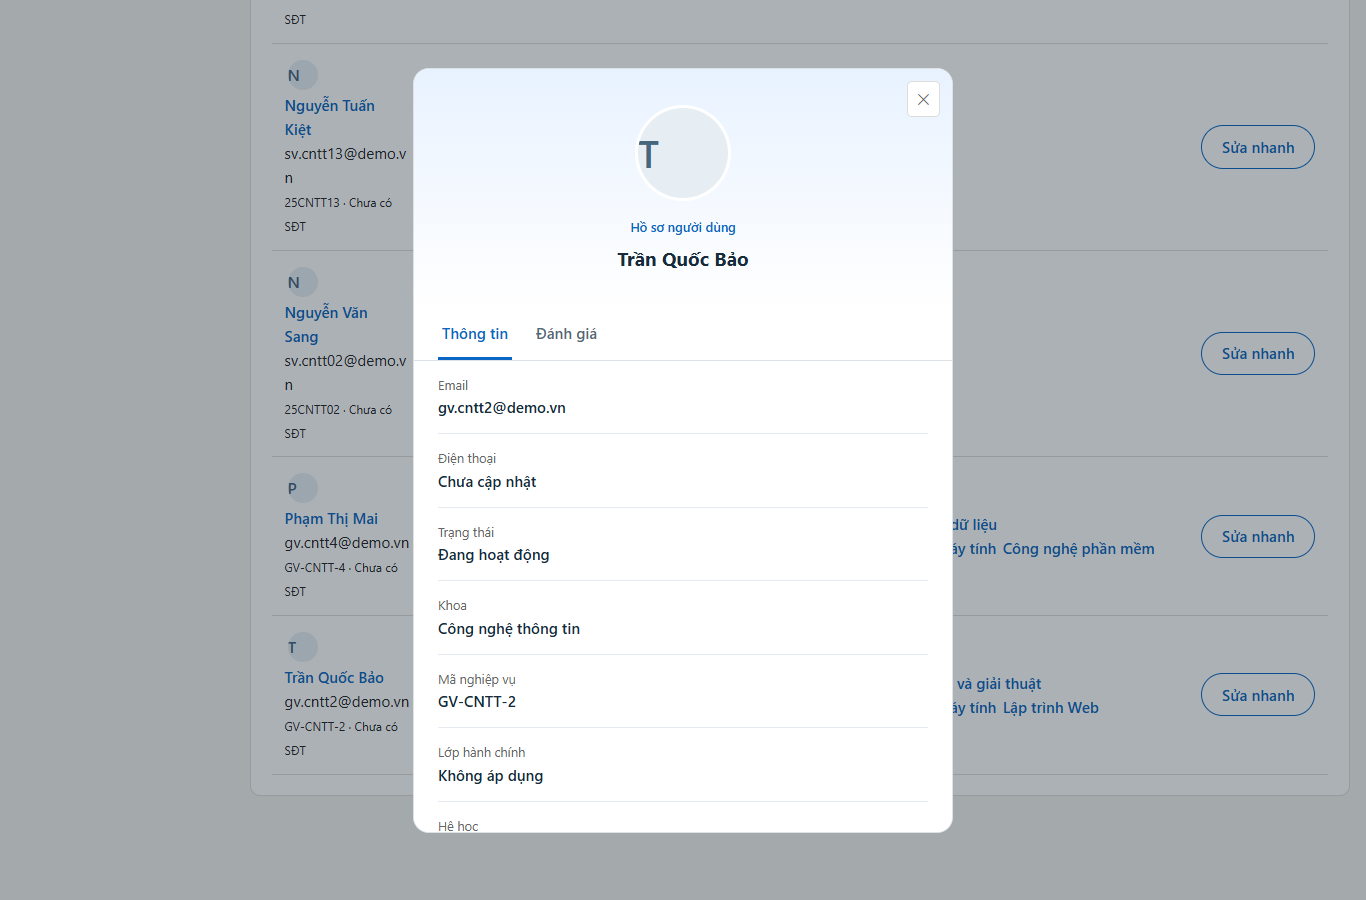 SĐT
N
Nguyễn Tuấn
Kiệt
sv.cntt13@demo.v
n
25CNTT13 · Chưa có
SĐT
Sửa nhanh
N
Nguyễn Văn
Sang
sv.cntt02@demo.v
n
25CNTT02 · Chưa có
SĐT
Sửa nhanh
P
Phạm Thị Mai
gv.cntt4@demo.vn
GV-CNTT-4 · Chưa có
SĐT
dữ liệu
áy tính Công nghệ phần mềm
Sửa nhanh
T
Trần Quốc Bảo
gv.cntt2@demo.vn
GV-CNTT-2 · Chưa có
SĐT
và giải thuật
áy tính Lập trình Web
Sửa nhanh
T
Hồ sơ người dùng
Trần Quốc Bảo
Thông tin Đánh giá
Email
gv.cntt2@demo.vn
Điện thoại
Chưa cập nhật
Trạng thái
Đang hoạt động
Khoa
Công nghệ thông tin
Mã nghiệp vụ
GV-CNTT-2
Lớp hành chính
Không áp dụng
Hệ học